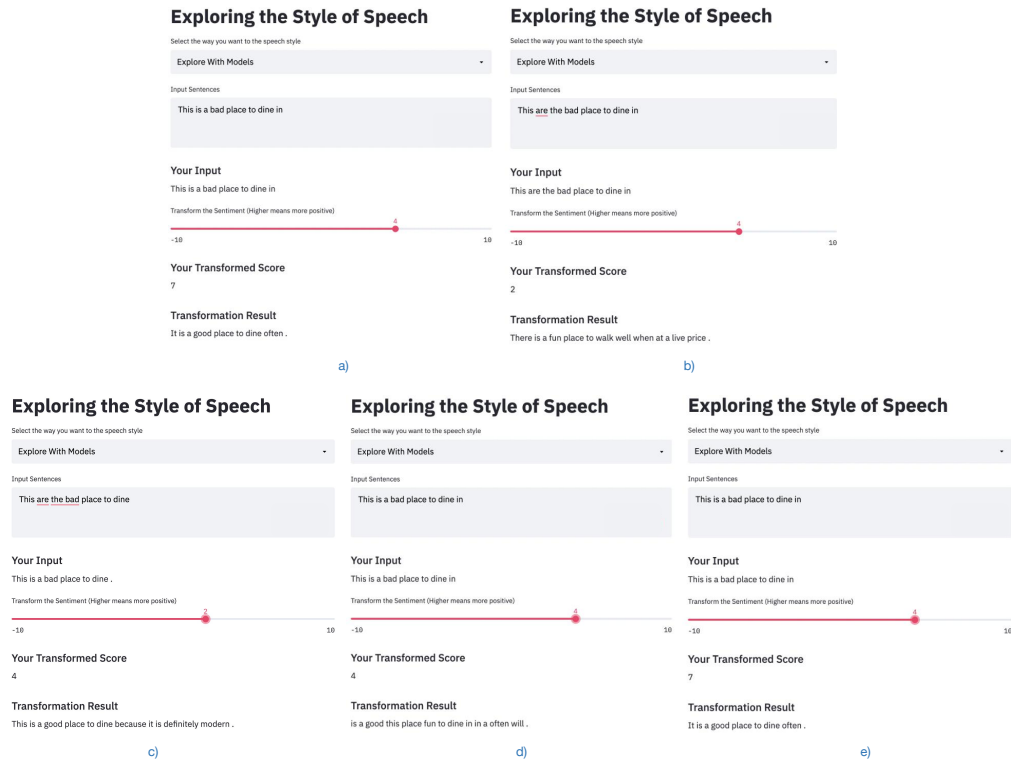 Exploring the Style of Speech
Select the way you want to the speech style
Explore With Models
Input Sentences
This is a bad place to dine in
Your Input
This is a bad place to dine in
Transform the Sentiment (Higher means more positive)
4
-10 10
Your Transformed Score
7
Transformation Result
It is a good place to dine often .
a)
Exploring the Style of Speech
Select the way you want to the speech style
Explore With Models
Input Sentences
This are the bad place to dine in
Your Input
This are the bad place to dine in
Transform the Sentiment (Higher means more positive)
4
-10 10
Your Transformed Score
2
Transformation Result
There is a fun place to walk well when at a live price .
b)
Exploring the Style of Speech
Select the way you want to the speech style
Explore With Models
Input Sentences
This are the bad place to dine
Your Input
This is a bad place to dine .
Transform the Sentiment (Higher means more positive)
2
-10 10
Your Transformed Score
4
Transformation Result
This is a good place to dine because it is definitely modern .
c)
Exploring the Style of Speech
Select the way you want to the speech style
Explore With Models
Input Sentences
This is a bad place to dine in
Your Input
This is a bad place to dine in
Transform the Sentiment (Higher means more positive)
4
-10 10
Your Transformed Score
4
Transformation Result
is a good this place fun to dine in in a often will .
d)
Exploring the Style of Speech
Select the way you want to the speech style
Explore With Models
Input Sentences
This is a bad place to dine in
Your Input
This is a bad place to dine in
Transform the Sentiment (Higher means more positive)
4
-10 10
Your Transformed Score
7
Transformation Result
It is a good place to dine often .
e)